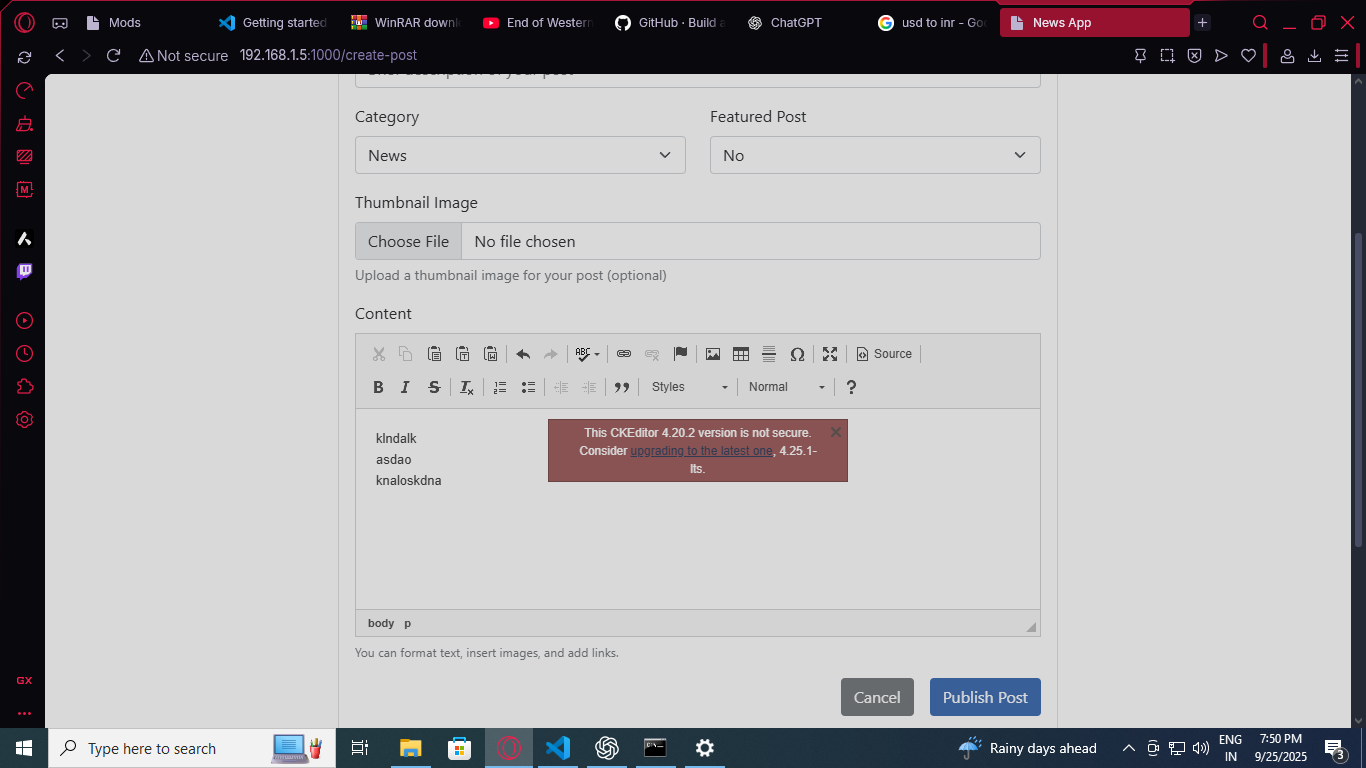 Mods
Getting started
WinRAR downl
End of Western
GitHub · Build a
ChatGPT
usd to inr - Goo
News App
Not secure 192.168.1.5:1000/create-post
Category
Featured Post
News
No
Thumbnail Image
Choose File No file chosen
Upload a thumbnail image for your post (optional)
Content
ABC
Source
B I S
Styles
Normal
?
This CKEditor 4.20.2 version is not secure.
Consider upgrading to the latest one, 4.25.1-
lts.
klndalk
asdao
knaloskdna
body p
You can format text, insert images, and add links.
Cancel
Publish Post
GX
Type here to search
Rainy days ahead
ENG
IN
7:50 PM
9/25/2025
3